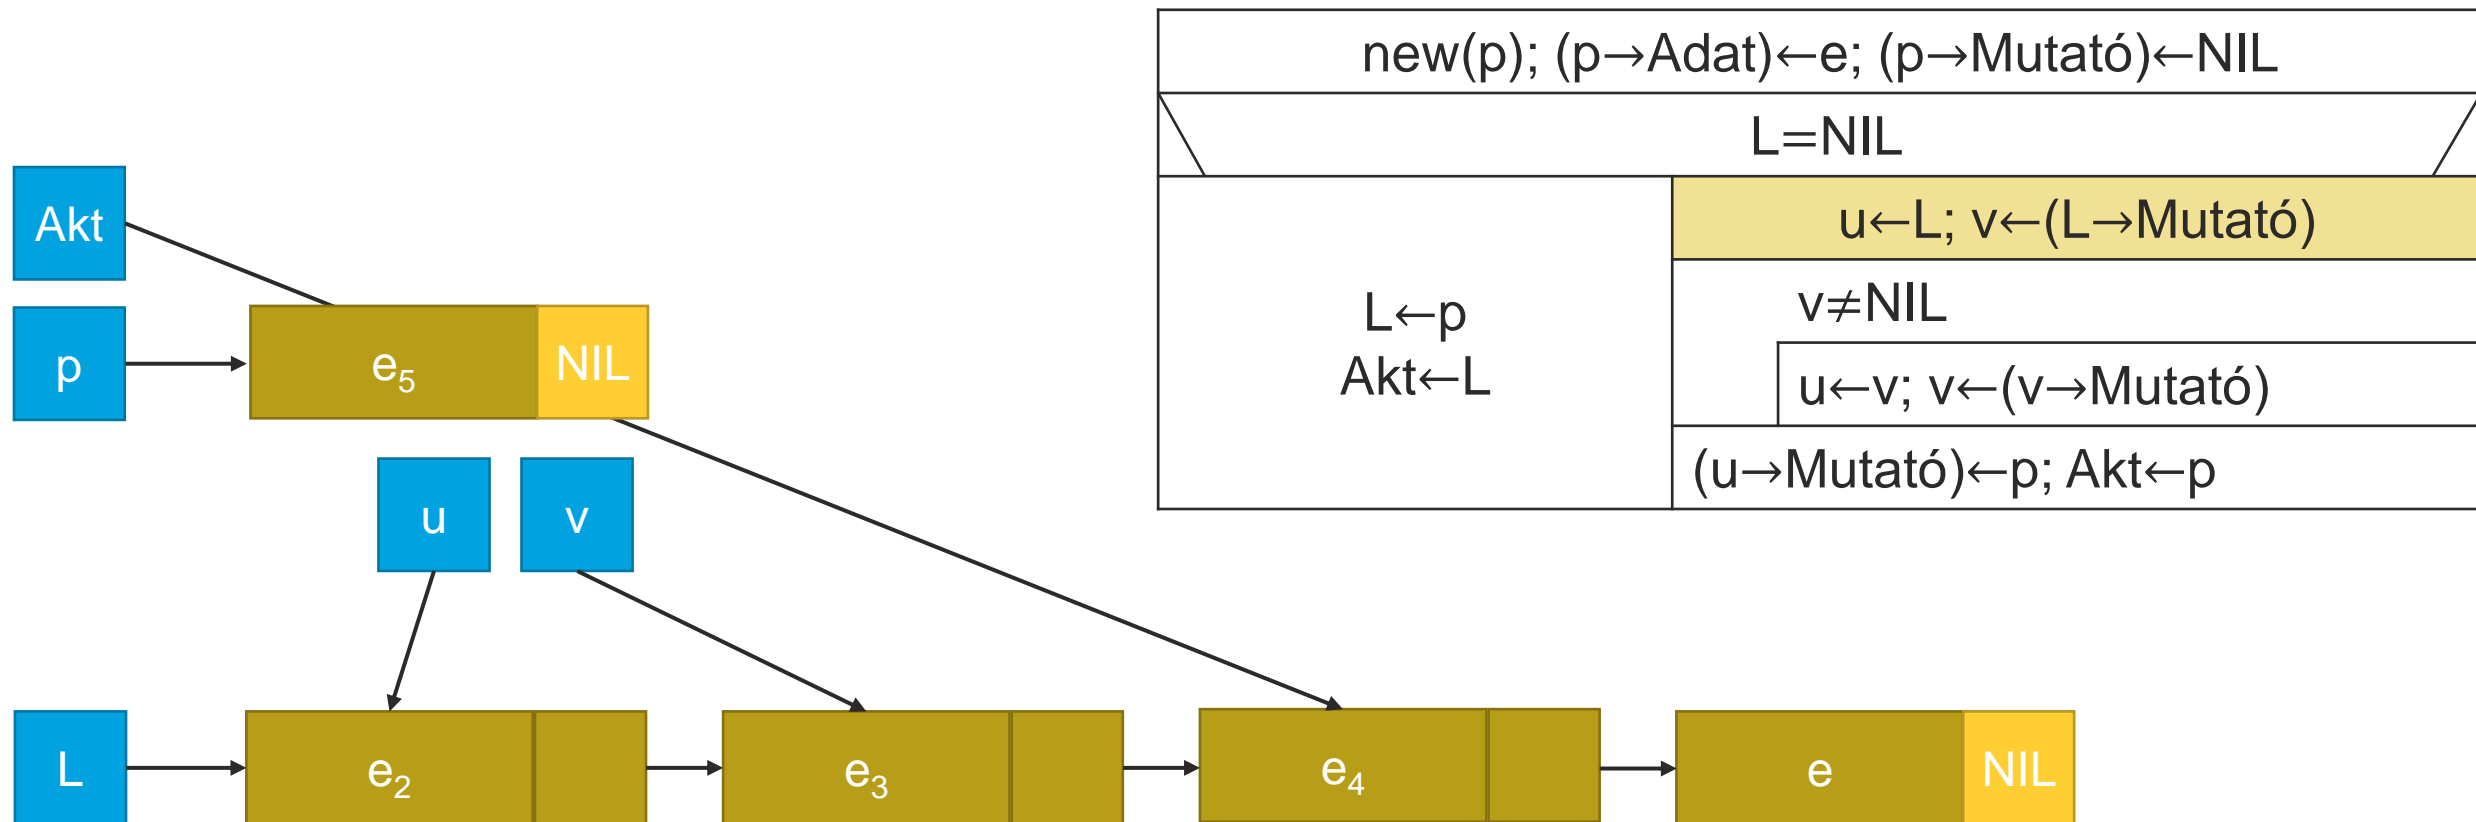 new(p); (p→Adat)←e; (p→Mutató)←NIL
L=NIL
u←L; v←(L→Mutató)
v≠NIL
L←p
Akt←L
u←v; v←(v→Mutató)
(u→Mutató)←p; Akt←p
Akt
p
e₅ NIL
u v
L e₂ e₃ e₄ e NIL